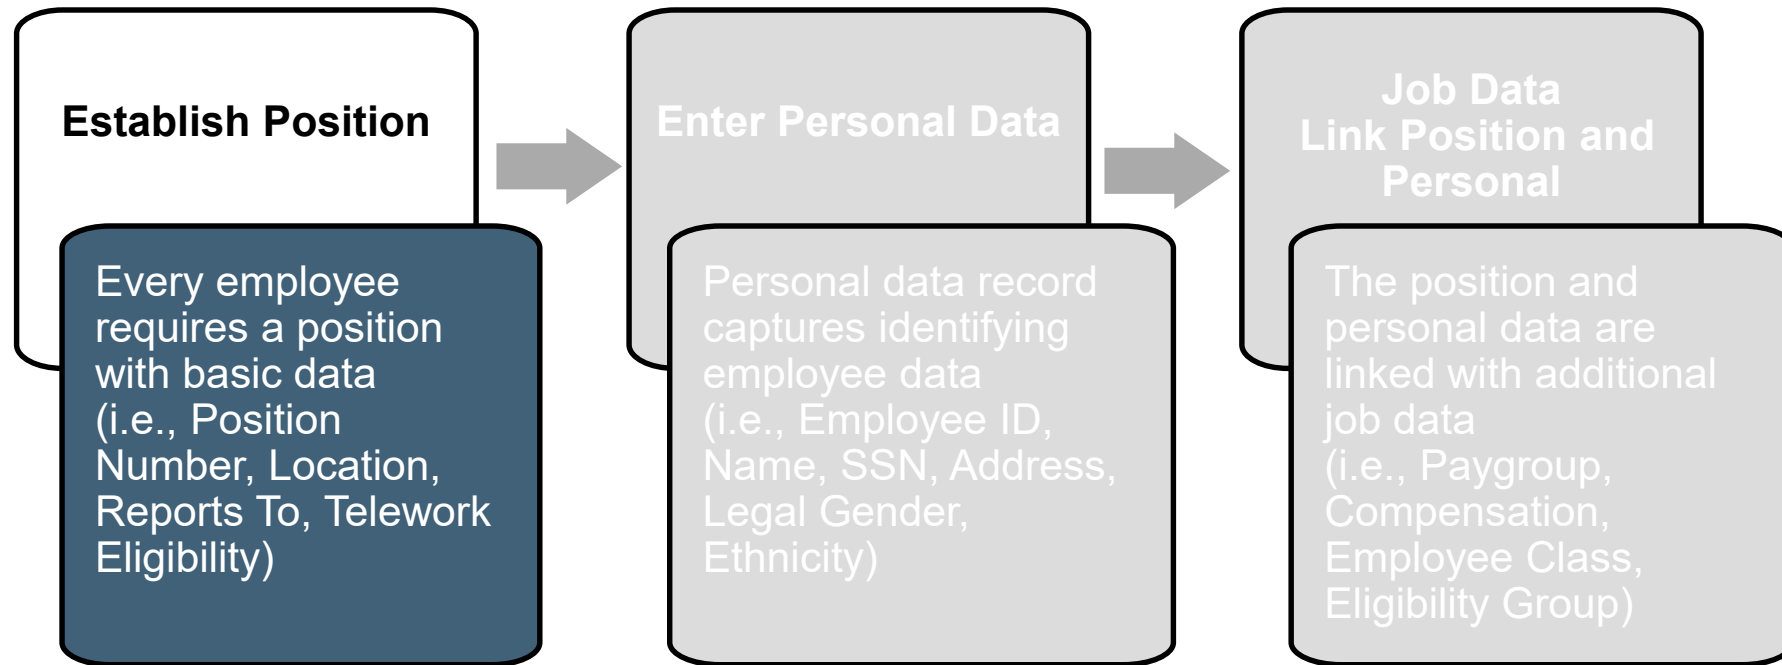 Establish Position
Every employee
requires a position
with basic data
(i.e., Position
Number, Location,
Reports To, Telework
Eligibility)
Enter Personal Data
Personal data record
captures identifying
employee data
(i.e., Employee ID,
Name, SSN, Address,
Legal Gender,
Ethnicity)
Job Data
Link Position and
Personal
The position and
personal data are
linked with additional
job data
(i.e., Paygroup,
Compensation,
Employee Class,
Eligibility Group)